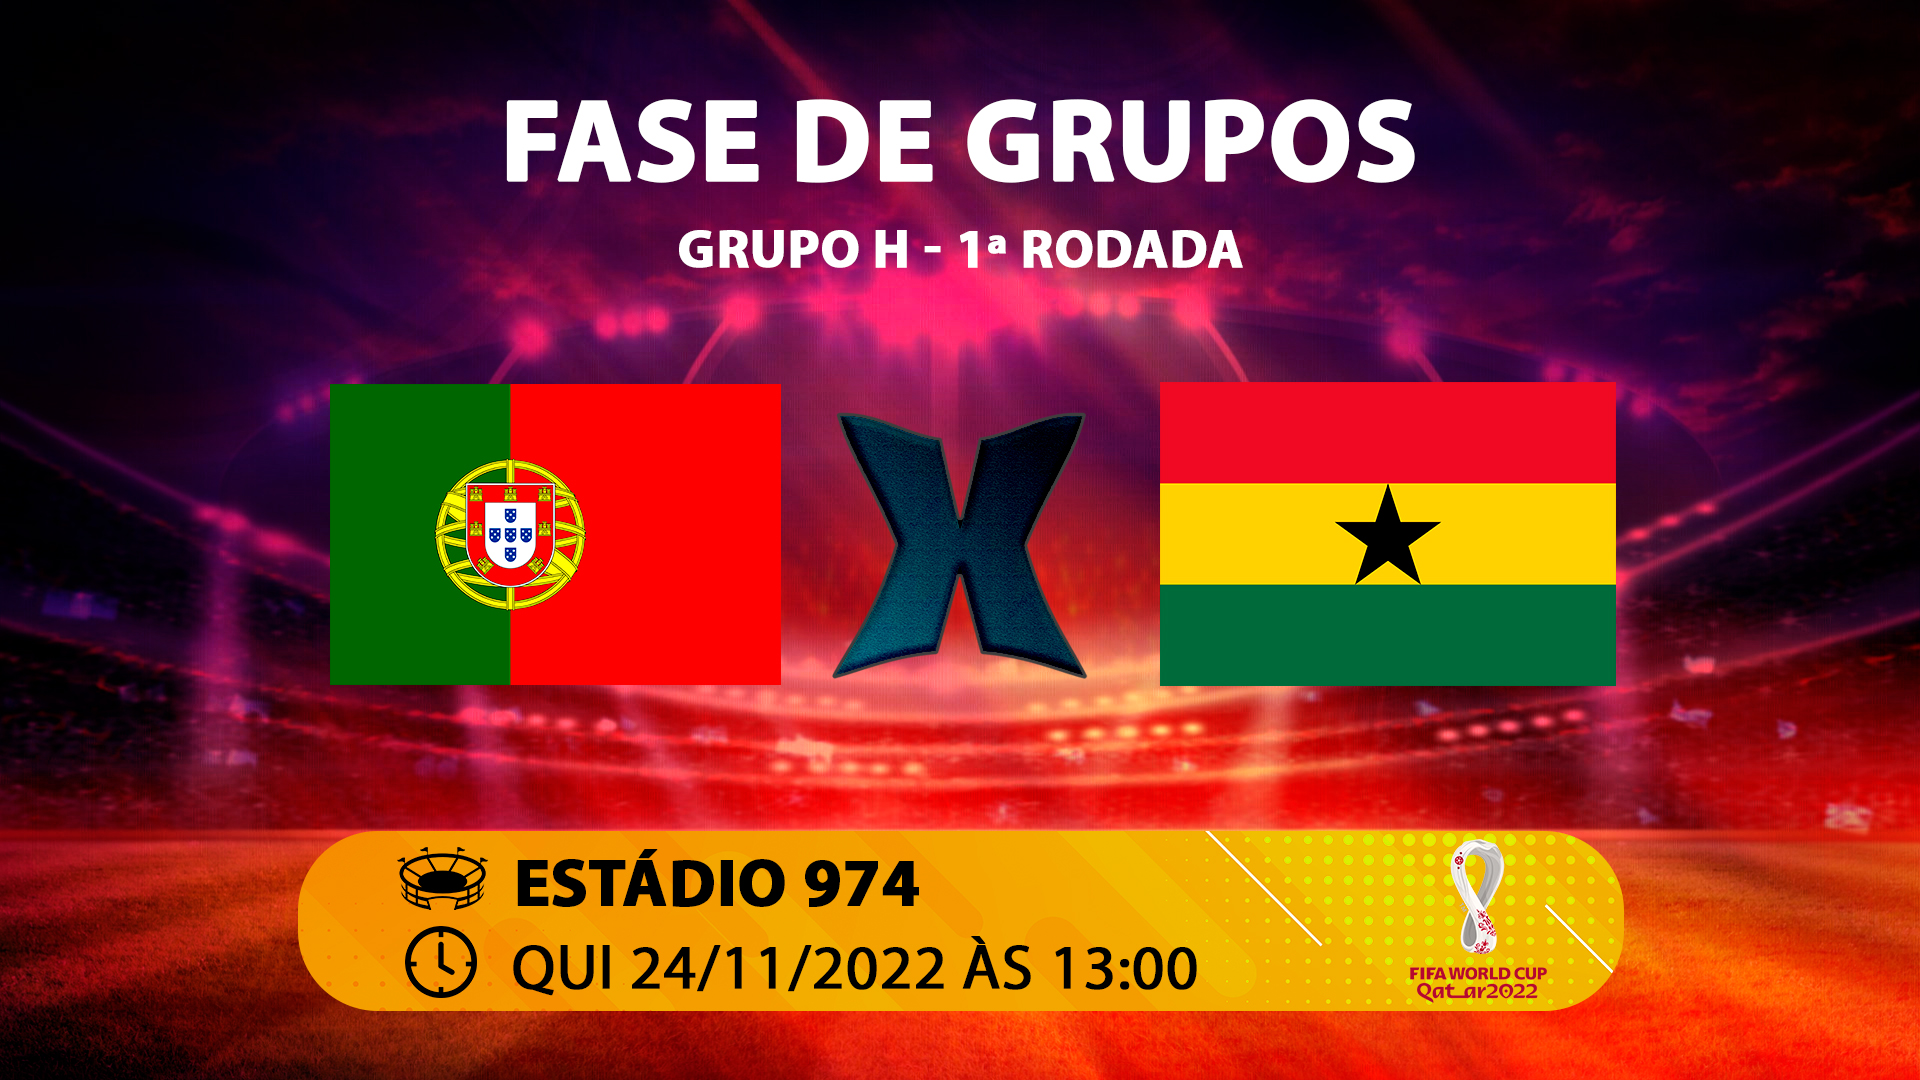 FASE DE GRUPOS
GRUPO H - 1ª RODADA
X
ESTÁDIO 974
QUI 24/11/2022 ÀS 13:00
FIFA WORLD CUP
Qatar2022